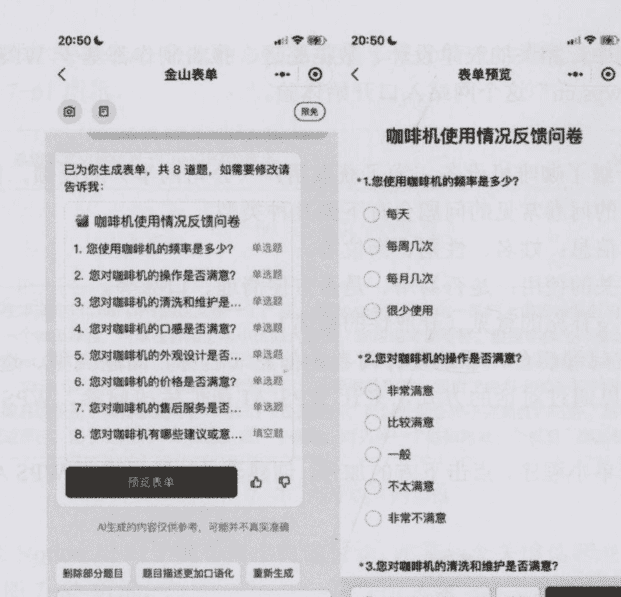 20:50
金山表单
限免
已为你生成表单，共 8 道题，如需要修改请
告诉我：
咖啡机使用情况反馈问卷
1. 您使用咖啡机的频率是多少？ 单选题
2. 您对咖啡机的操作是否满意？ 单选题
3. 您对咖啡机的清洗和维护是... 单选题
4. 您对咖啡机的口感是否满意？ 单选题
5. 您对咖啡机的外观设计是否... 单选题
6. 您对咖啡机的价格是否满意？ 单选题
7. 您对咖啡机的售后服务是否... 单选题
8. 您对咖啡机有哪些建议或意... 填空题
预览表单
AI生成的内容仅供参考，可能并不真实准确
删除部分题目 题目描述更加口语化 重新生成
20:50
表单预览
咖啡机使用情况反馈问卷
*1.您使用咖啡机的频率是多少？
每天
每周几次
每月几次
很少使用
*2.您对咖啡机的操作是否满意？
非常满意
比较满意
一般
不太满意
非常不满意
*3.您对咖啡机的清洗和维护是否满意？